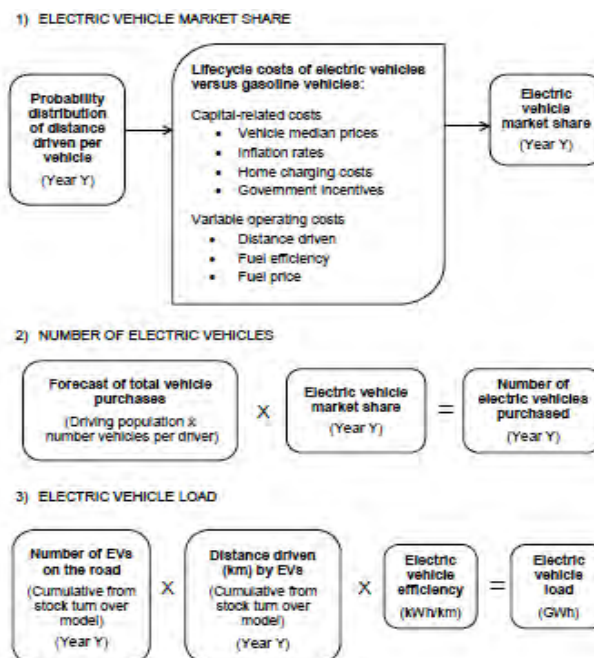 1) ELECTRIC VEHICLE MARKET SHARE
Probability
distribution
of distance
driven per
vehicle
(Year Y)
Lifecycle costs of electric vehicles
versus gasoline vehicles:
Capital-related costs
• Vehicle median prices
• Inflation rates
• Home charging costs
• Government incentives
Variable operating costs
• Distance driven
• Fuel efficiency
• Fuel price
Electric
vehicle
market share
(Year Y)
2) NUMBER OF ELECTRIC VEHICLES
Forecast of total vehicle
purchases
(Driving population x
number vehicles per driver)
X
Electric vehicle
market share
(Year Y)
=
Number of
electric vehicles
purchased
(Year Y)
3) ELECTRIC VEHICLE LOAD
Number of EVs
on the road
(Cumulative from
stock turn over
model)
(Year Y)
X
Distance driven
(km) by EVs
(Cumulative from
stock turn over
model)
(Year Y)
X
Electric
vehicle
efficiency
(kWh/km)
=
Electric
vehicle
load
(GWh)